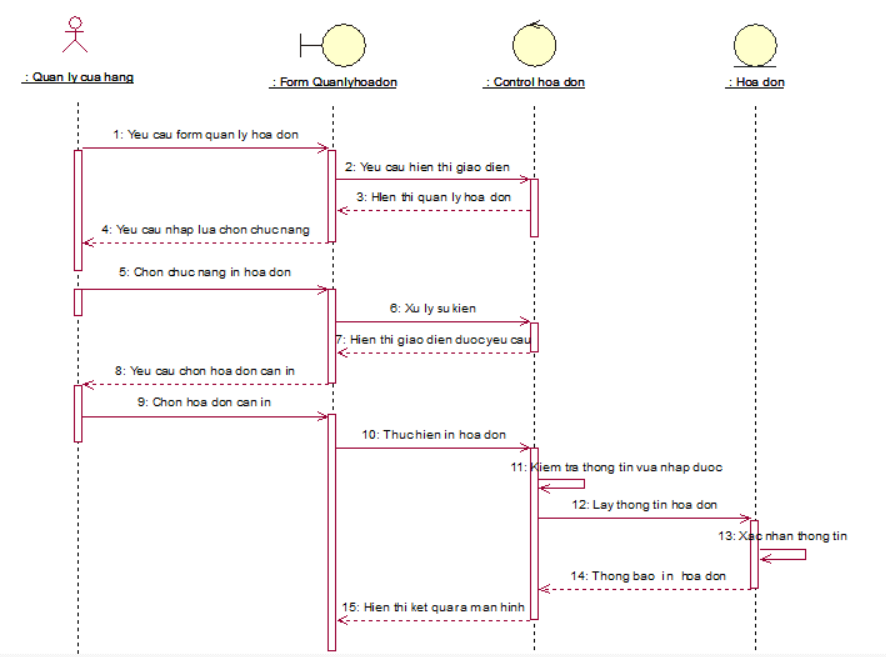 : Quan ly cua hang
: Form Quanlyhoadon
: Control hoa don
: Hoa don
1: Yeu cau form quan ly hoa don
2: Yeu cau hien thi giao dien
3: HIen thi quan ly hoa don
4: Yeu cau nhap lua chon chuc nang
5: Chon chuc nang in hoa don
6: Xu ly su kien
7: Hien thi giao dien duoc yeu cau
8: Yeu cau chon hoa don can in
9: Chon hoa don can in
10: Thuc hien in hoa don
11: Kiem tra thong tin vua nhap duoc
12: Lay thong tin hoa don
13: Xac nhan thong tin
14: Thong bao in hoa don
15: Hien thi ket qua ra man hinh